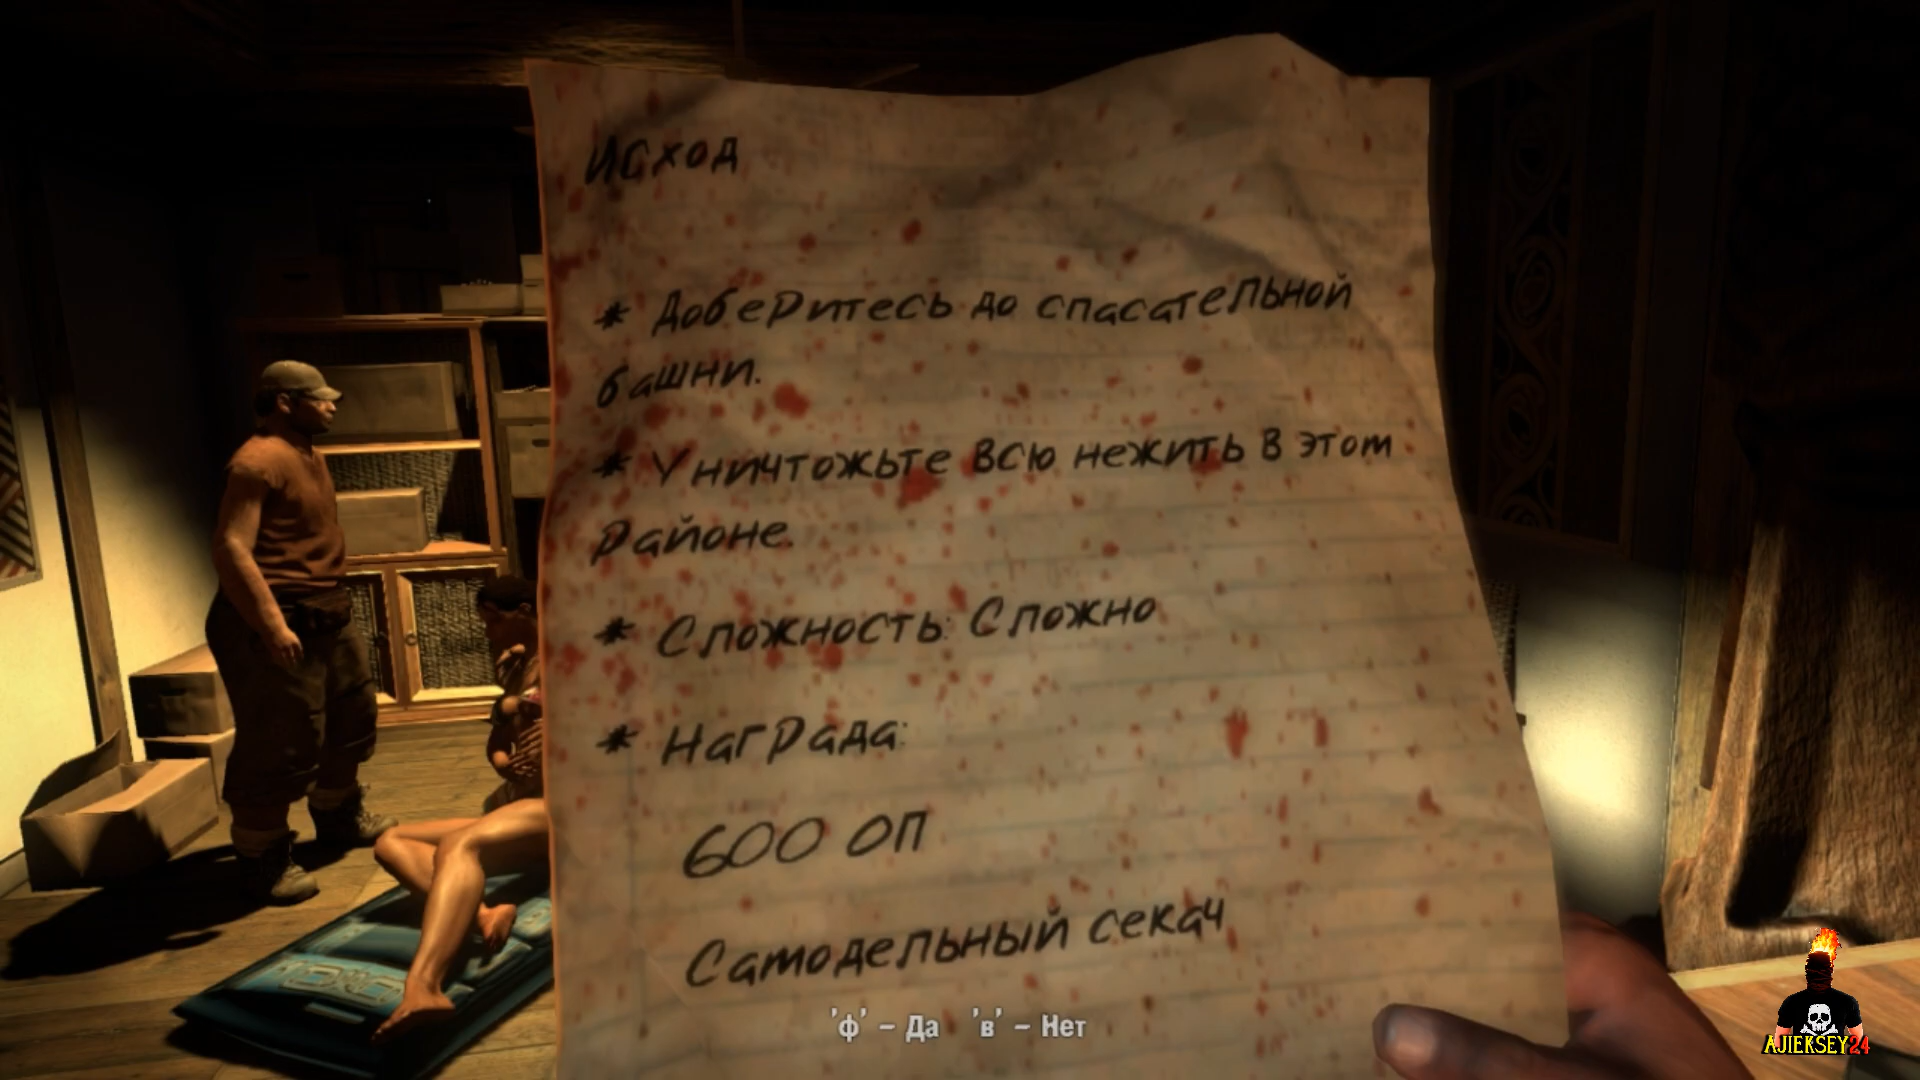 Исход
* Доберитесь до спасательной
башни.
* Уничтожьте всю нежить в этом
районе.
* Сложность: Сложно
* Награда:
600 ОП
Самодельный секач
'ф' – Да 'в' – Нет
AJIEKSEY24